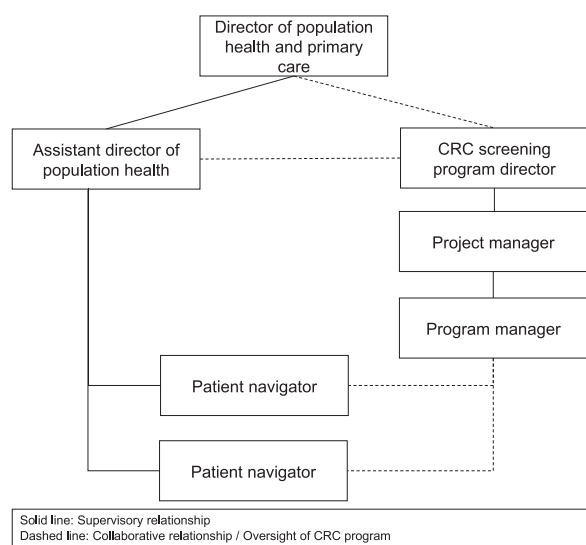 Director of population
health and primary
care
Assistant director of
population health
CRC screening
program director
Project manager
Program manager
Patient navigator
Patient navigator
Solid line: Supervisory relationship
Dashed line: Collaborative relationship / Oversight of CRC program